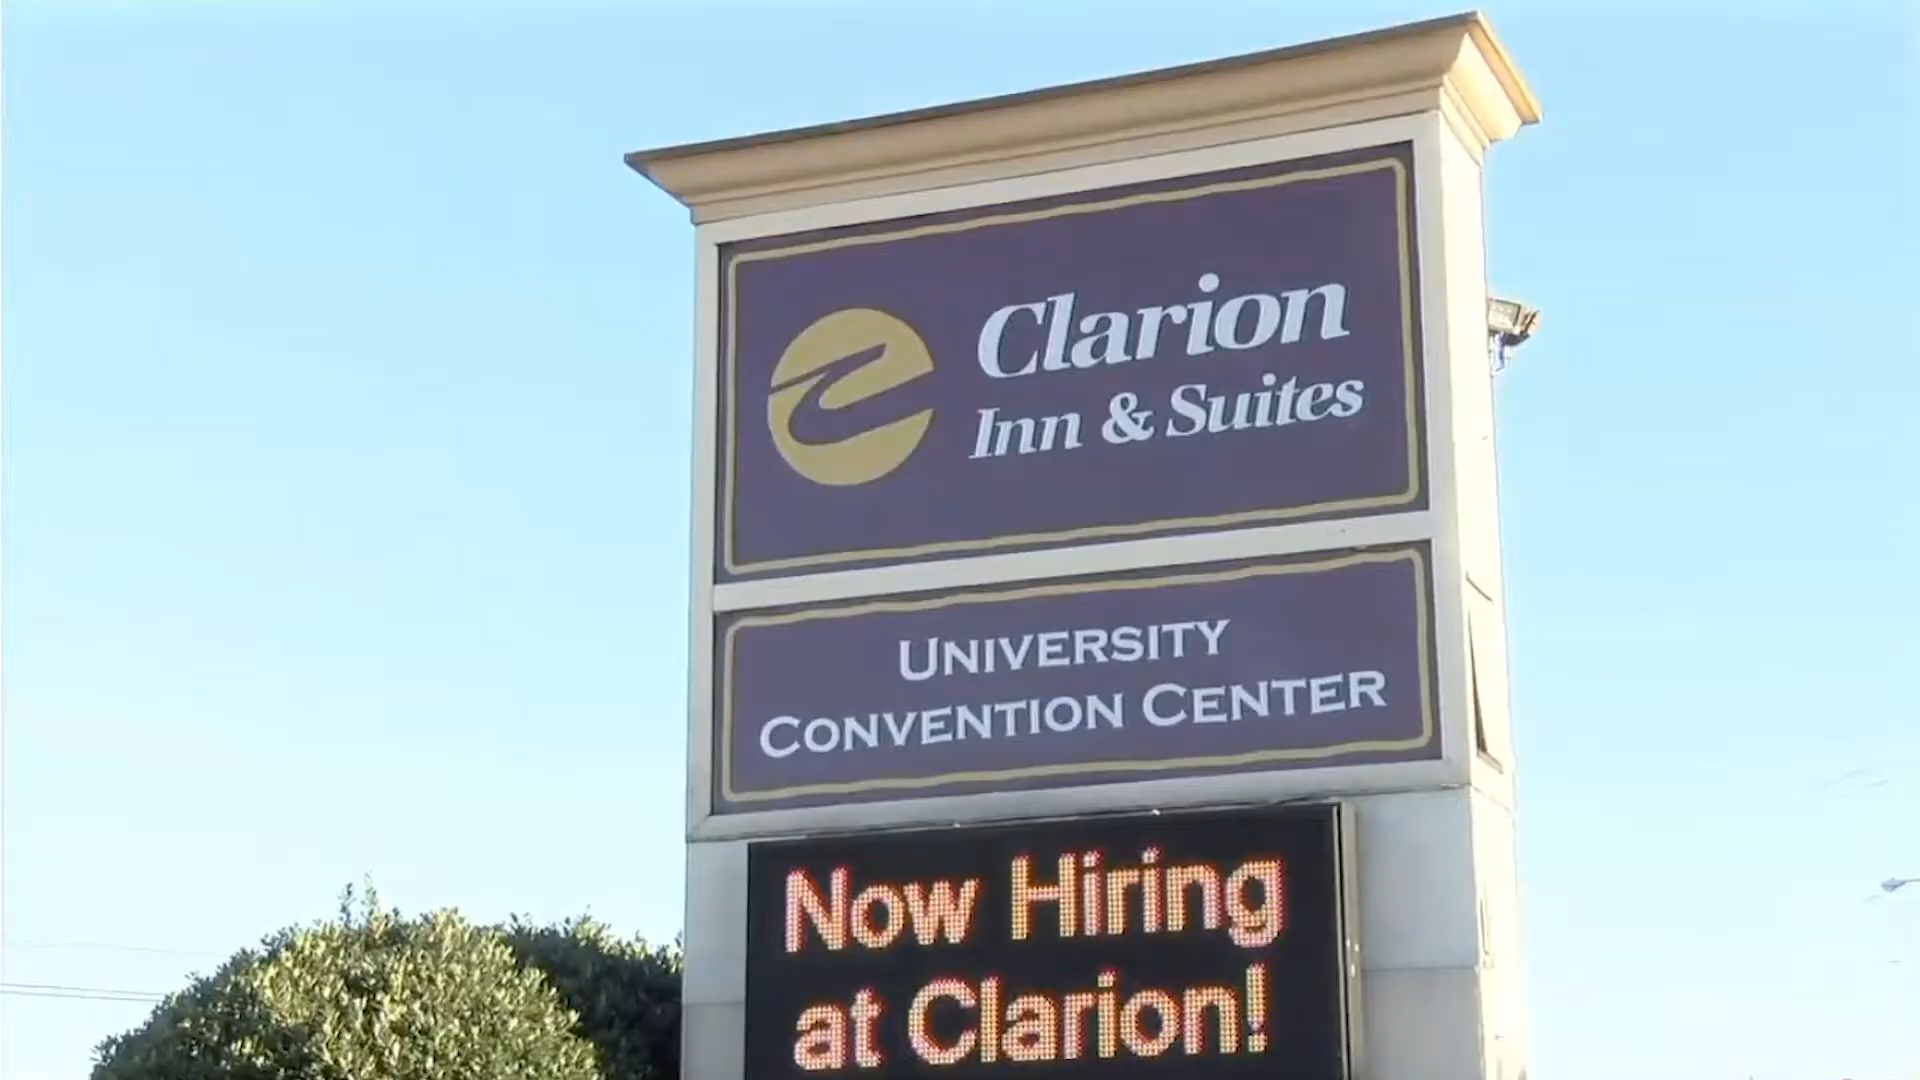 Clarion
Inn & Suites
UNIVERSITY
CONVENTION CENTER
Now Hiring
at Clarion!